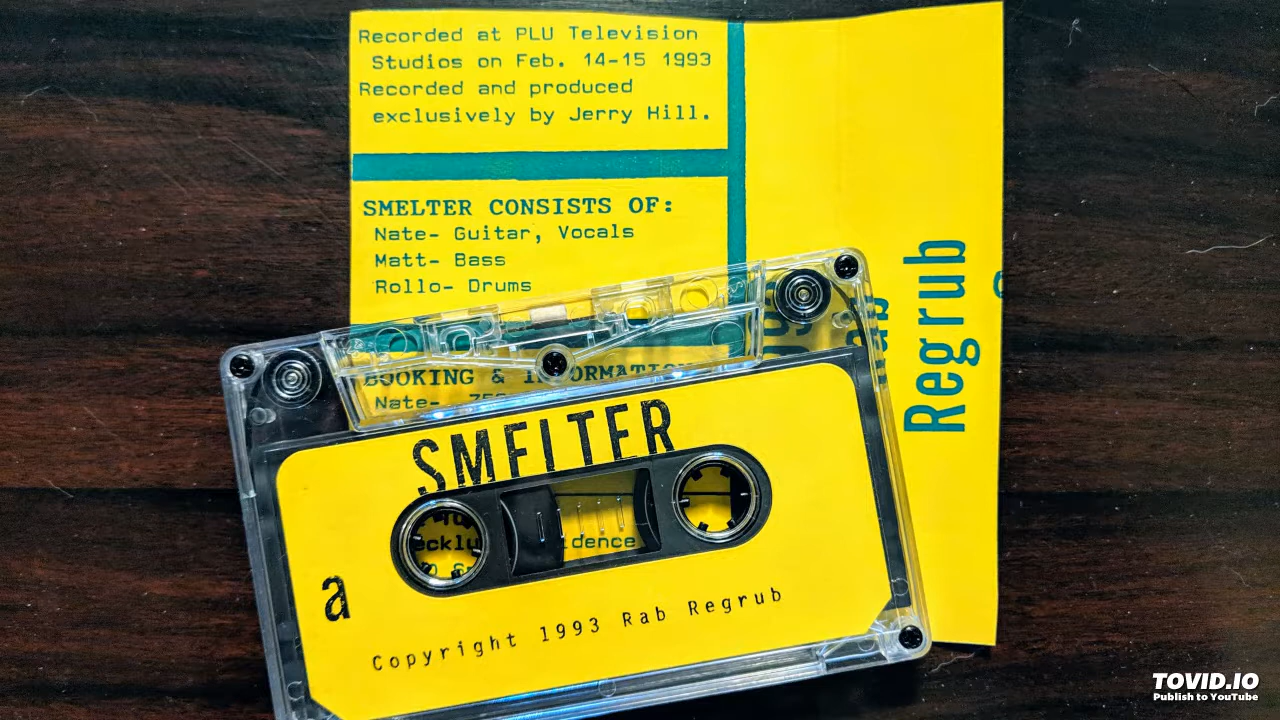 Recorded at PLU Television
Studios on Feb. 14-15 1993
Recorded and produced
exclusively by Jerry Hill.
SMELTER CONSISTS OF:
Nate- Guitar, Vocals
Matt- Bass
Rollo- Drums
BOOKING &
Nate-
Regrub
SMELTER
a
Copyright 1993 Rab Regrub
TOVID.IO
Publish to YouTube